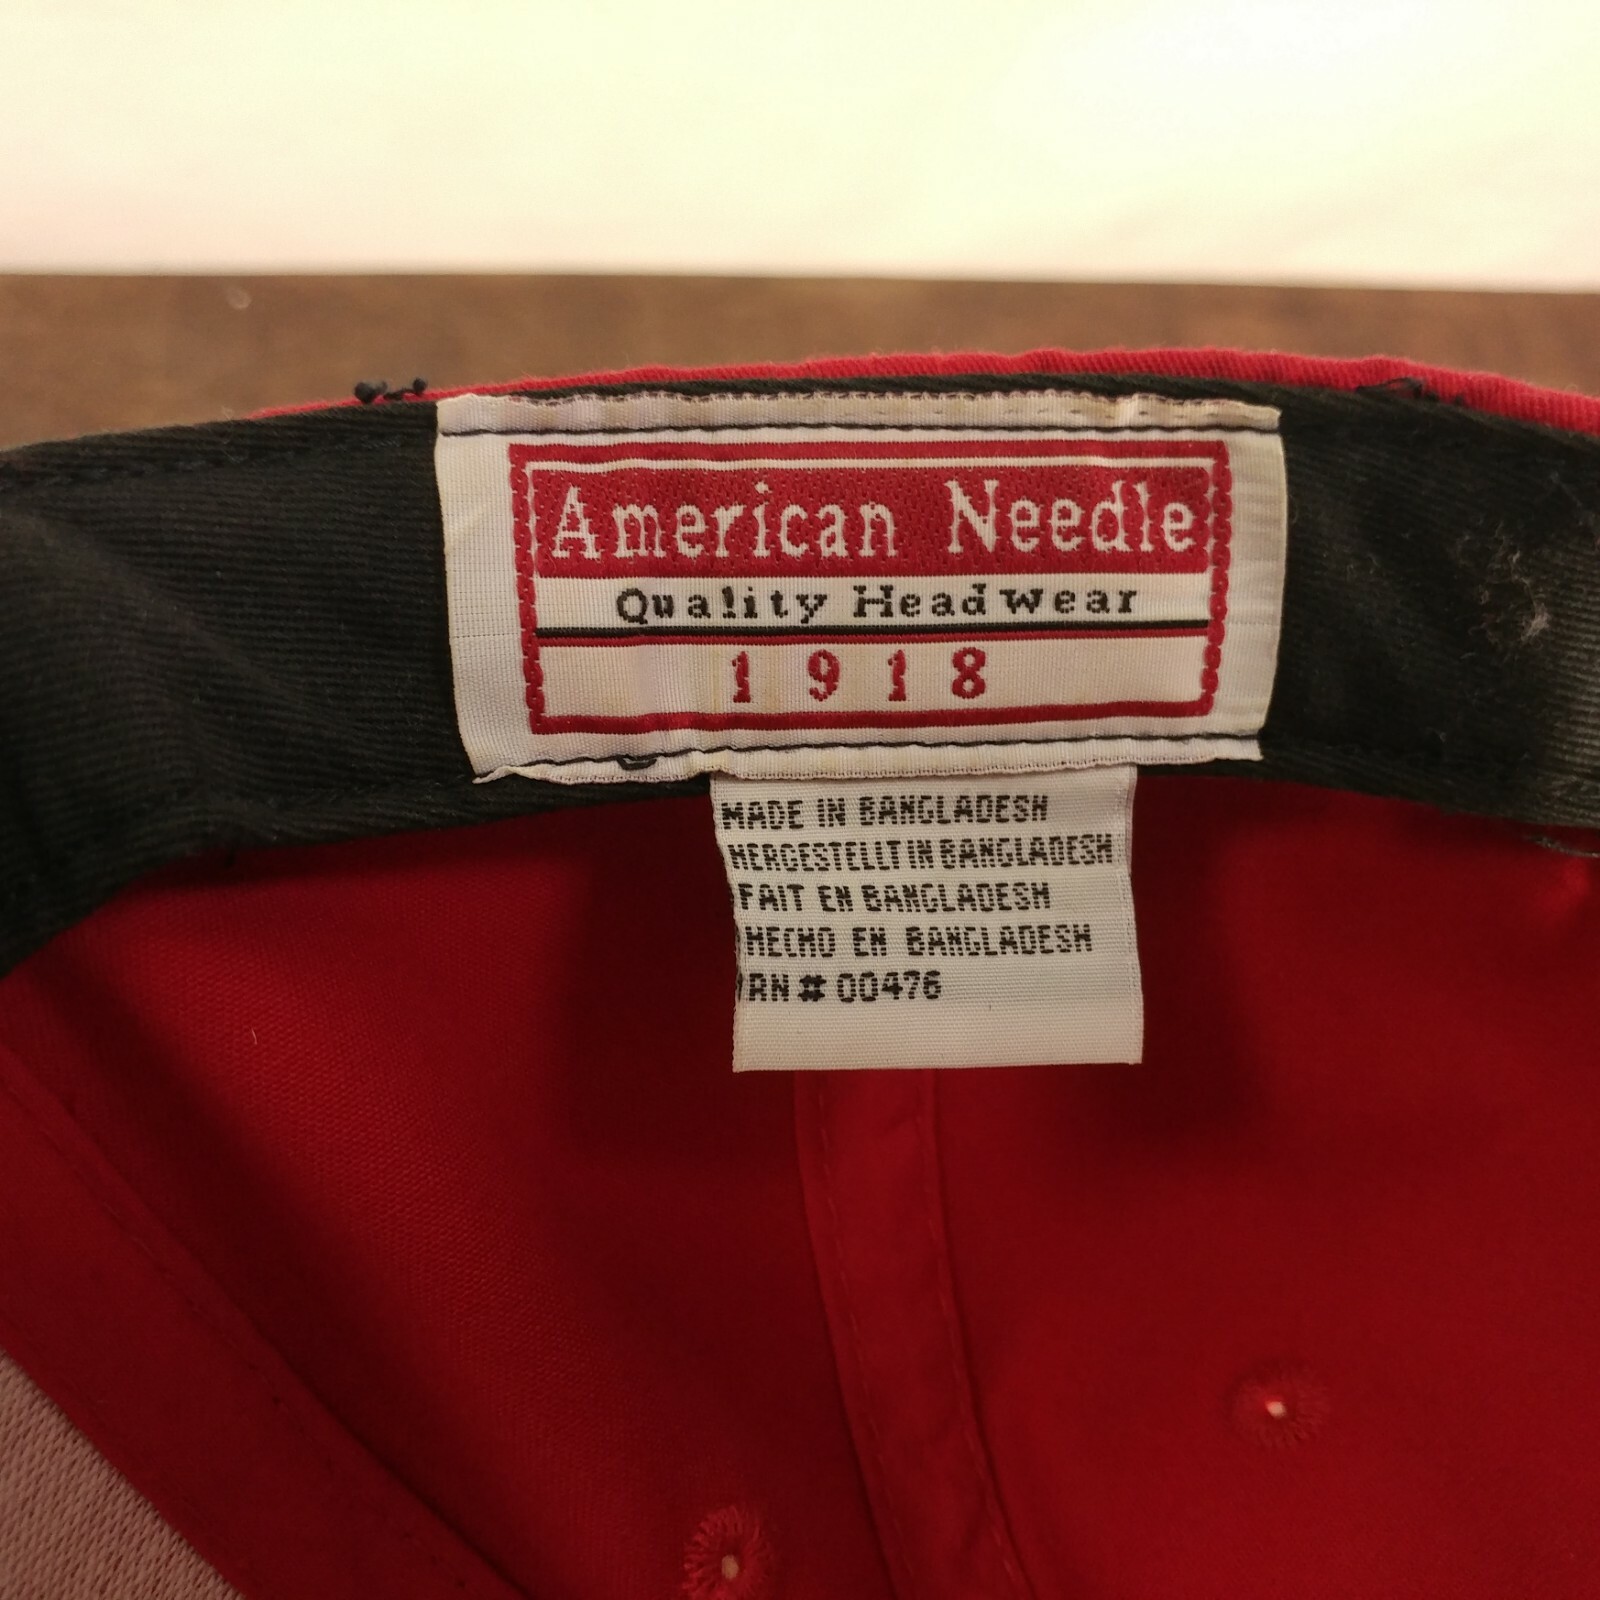 American Needle
Quality Headwear
1918
MADE IN BANGLADESH
HERGESTELLT IN BANGLADESH
FAIT EN BANGLADESH
HECHO EN BANGLADESH
RN # 00476